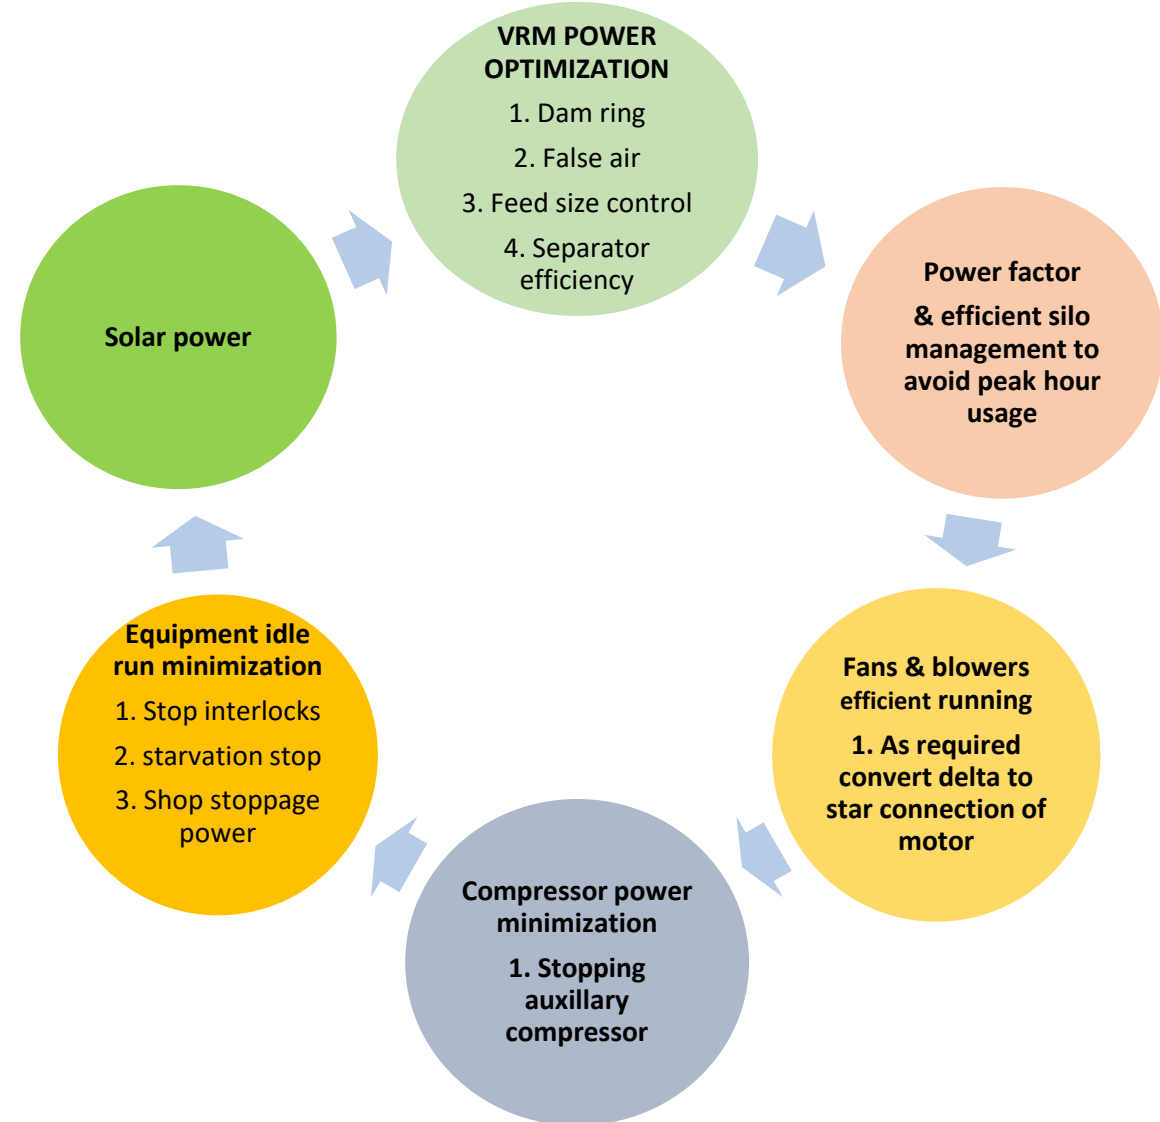 VRM POWER
OPTIMIZATION
1. Dam ring
2. False air
3. Feed size control
4. Separator
efficiency
Power factor
& efficient silo
management to
avoid peak hour
usage
Fans & blowers
efficient running
1. As required
convert delta to
star connection of
motor
Compressor power
minimization
1. Stopping
auxillary
compressor
Equipment idle
run minimization
1. Stop interlocks
2. starvation stop
3. Shop stoppage
power
Solar power